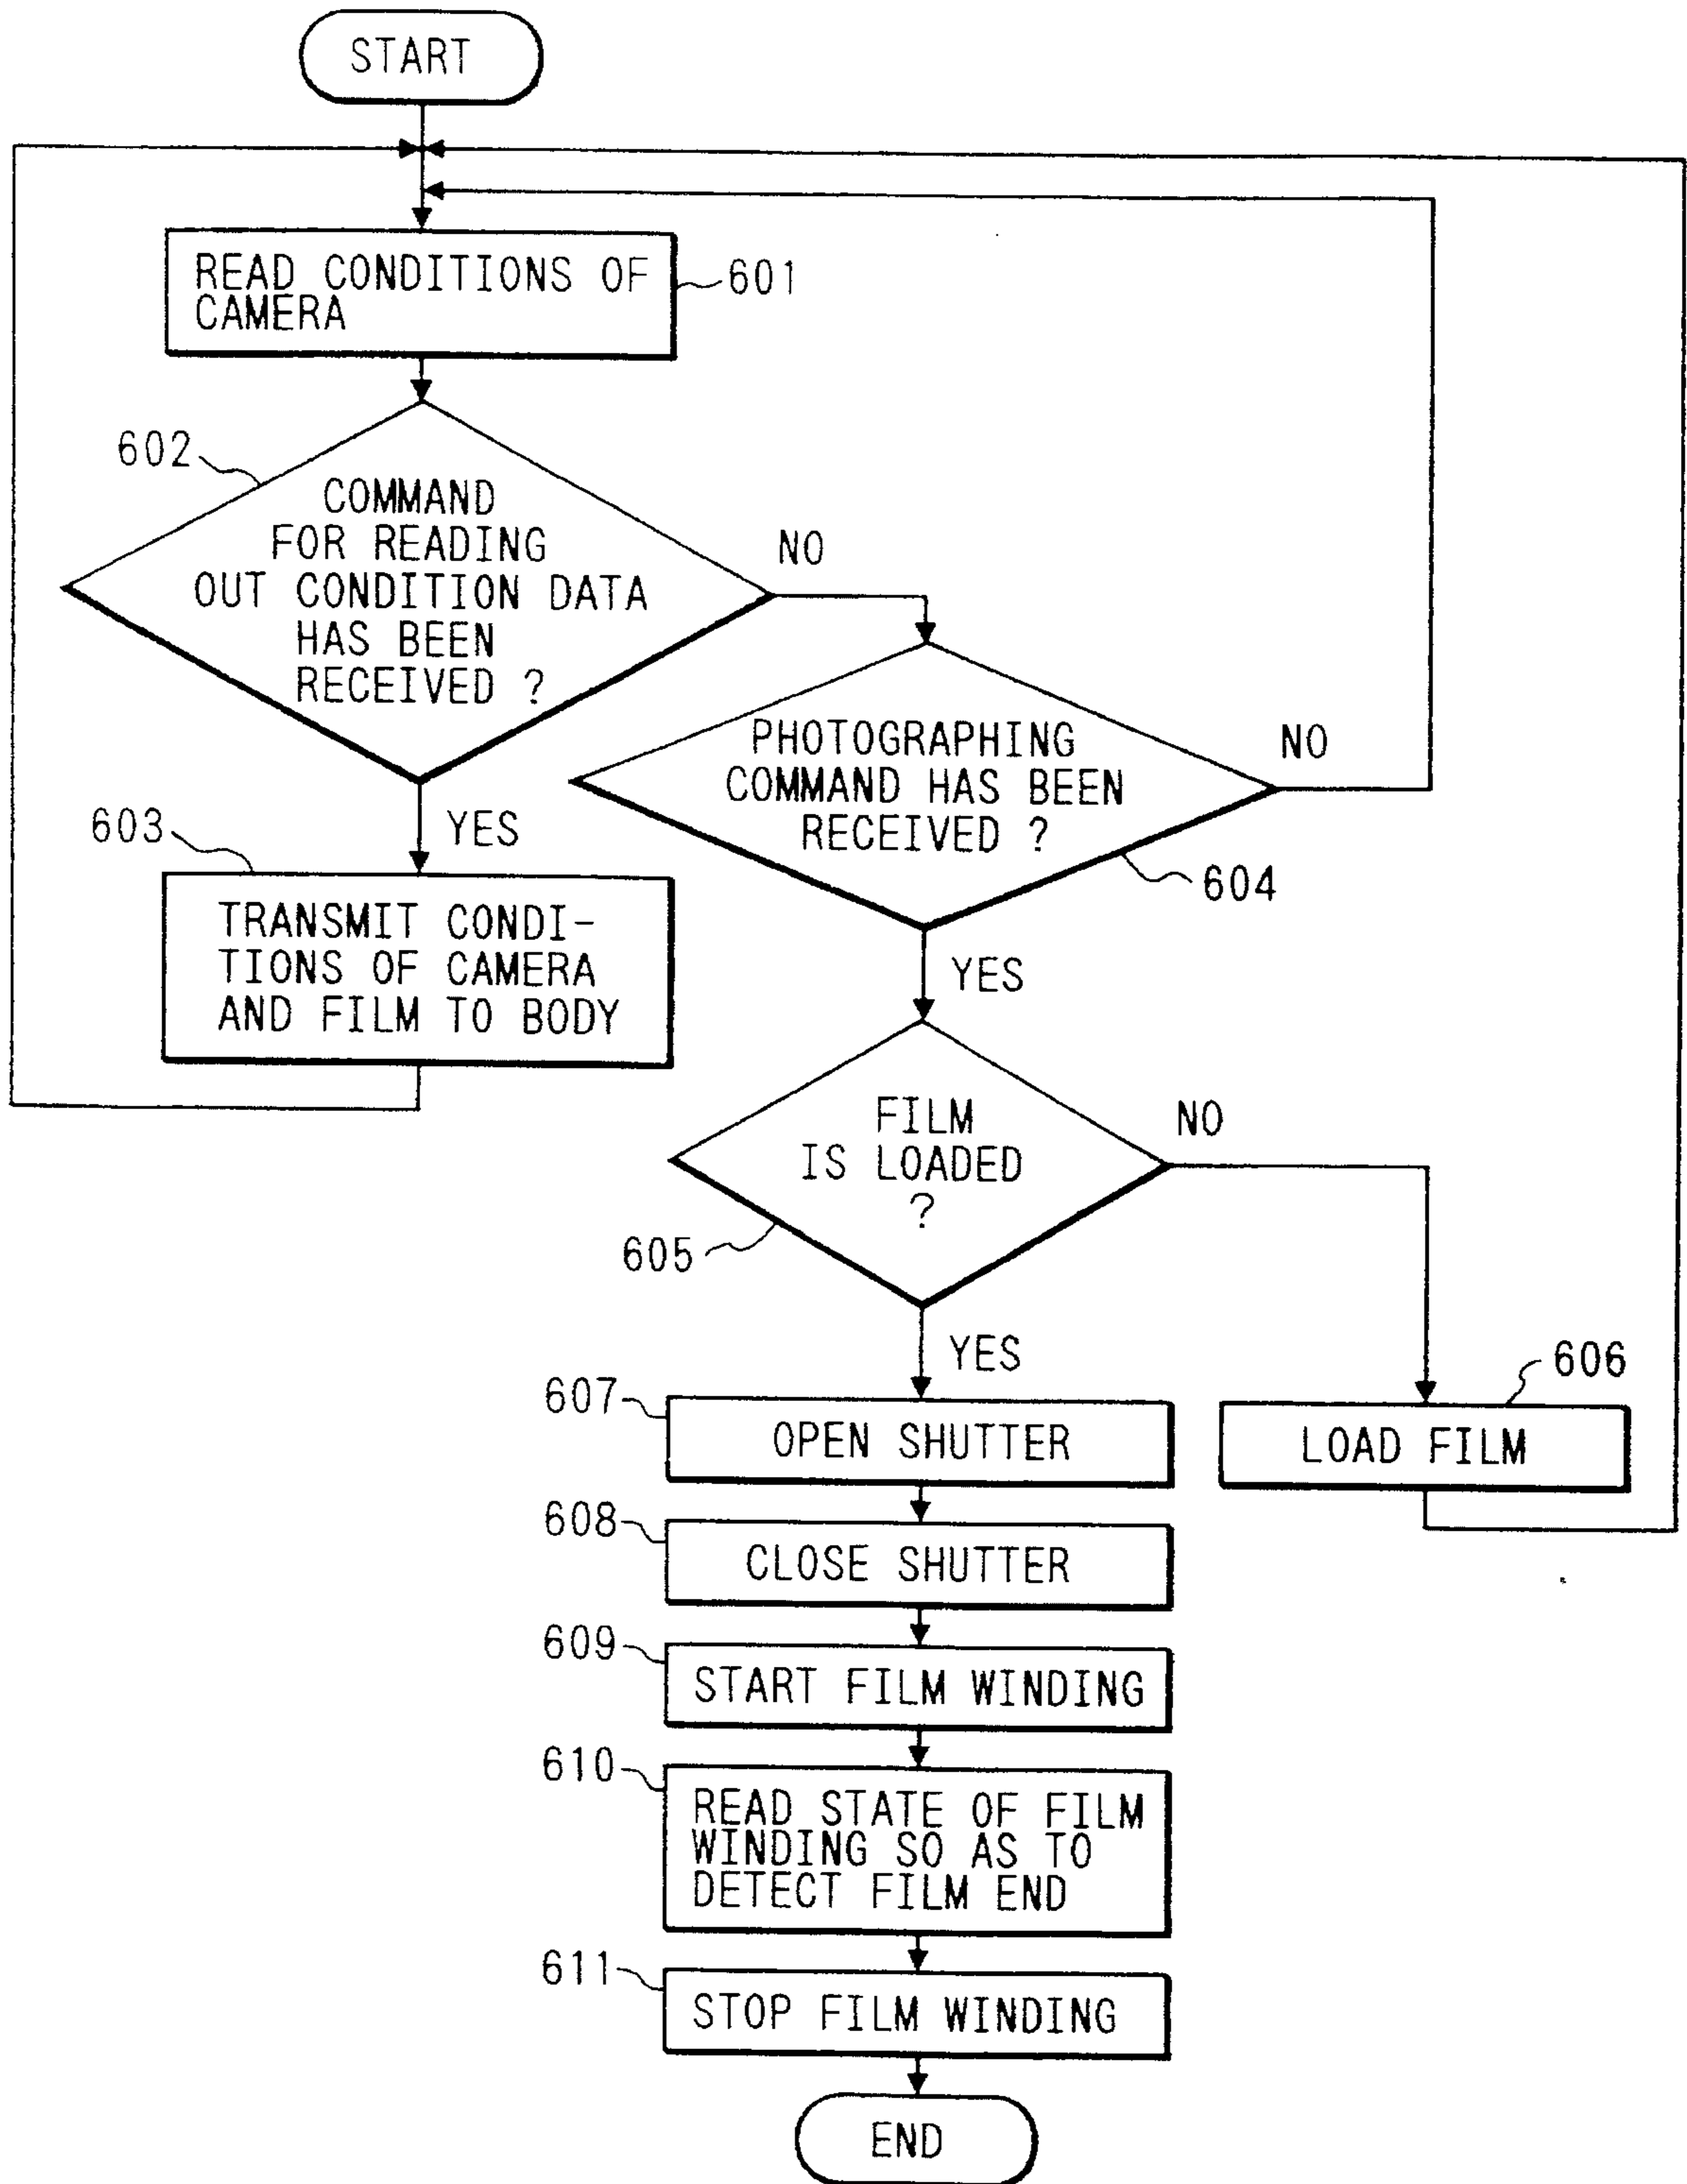 START
READ CONDITIONS OF
CAMERA
601
602
COMMAND
FOR READING
OUT CONDITION DATA
HAS BEEN
RECEIVED ?
NO
YES
603
TRANSMIT CONDI-
TIONS OF CAMERA
AND FILM TO BODY
PHOTOGRAPHING
COMMAND HAS BEEN
RECEIVED ?
NO
604
YES
FILM
IS LOADED
?
NO
605
YES
606
LOAD FILM
607
OPEN SHUTTER
608
CLOSE SHUTTER
609
START FILM WINDING
610
READ STATE OF FILM
WINDING SO AS TO
DETECT FILM END
611
STOP FILM WINDING
END